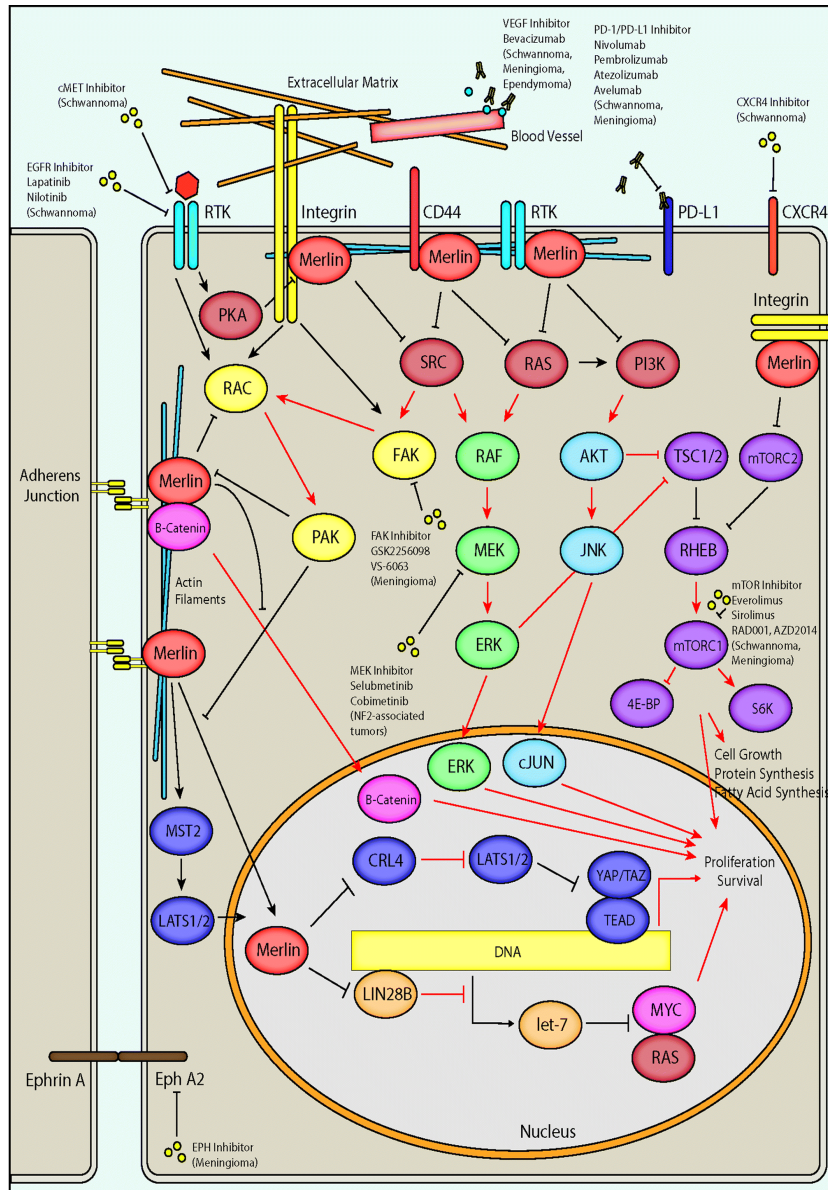 VEGF Inhibitor
Bevacizumab
(Schwannoma,
Meningioma,
Ependymoma)
PD-1/PD-L1 Inhibitor
Nivolumab
Pembrolizumab
Atezolizumab
Avelumab
(Schwannoma,
Meningioma)
cMET Inhibitor
(Schwannoma)
Extracellular Matrix
CXCR4 Inhibitor
(Schwannoma)
Blood Vessel
EGFR Inhibitor
Lapatinib
Nilotinib
(Schwannoma)
RTK
Integrin
CD44
RTK
PD-L1
CXCR4
Merlin
Merlin
Merlin
PKA
Integrin
Merlin
SRC
RAS
PI3K
RAC
FAK
RAF
AKT
TSC1/2
mTORC2
Adherens
Junction
Merlin
B-Catenin
PAK
FAK Inhibitor
GSK2256098
VS-6063
(Meningioma)
MEK
JNK
RHEB
Actin
Filaments
mTOR Inhibitor
Everolimus
Sirolimus
RAD001, AZD2014
(Schwannoma,
Meningioma)
Merlin
ERK
mTORC1
MEK Inhibitor
Selubmetinib
Cobimetinib
(NF2-associated
tumors)
4E-BP
S6K
Cell Growth
Protein Synthesis
Fatty Acid Synthesis
ERK
cJUN
B-Catenin
MST2
CRL4
LATS1/2
YAP/TAZ
TEAD
Proliferation
Survival
LATS1/2
Merlin
DNA
LIN28B
let-7
MYC
RAS
Ephrin A
Eph A2
Nucleus
EPH Inhibitor
(Meningioma)